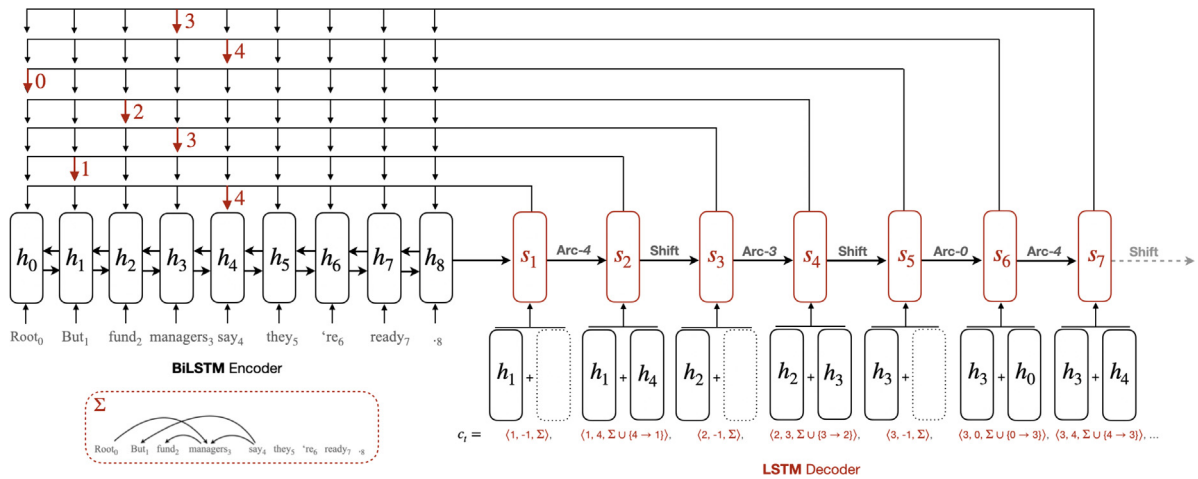 3
4
0
2
3
1
4
h0 h1 h2 h3 h4 h5 h6 h7 h8 s1 Arc-4 s2 Shift s3 Arc-3 s4 Shift s5 Arc-0 s6 Arc-4 s7 Shift
Root0 But1 fund2 managers3 say4 they5 ‘re6 ready7 .8
BiLSTM Encoder
h1 + h1 + h4 h2 + h2 + h3 h3 + h3 + h0 h3 + h4
Σ
Root0 But1 fund2 managers3 say4 they5 ‘re6 ready7 .8
ct = ⟨1, -1, Σ⟩, ⟨1, 4, Σ ∪ {4 → 1}⟩, ⟨2, -1, Σ⟩, ⟨2, 3, Σ ∪ {3 → 2}⟩, ⟨3, -1, Σ⟩, ⟨3, 0, Σ ∪ {0 → 3}⟩, ⟨3, 4, Σ ∪ {4 → 3}⟩, ...
LSTM Decoder